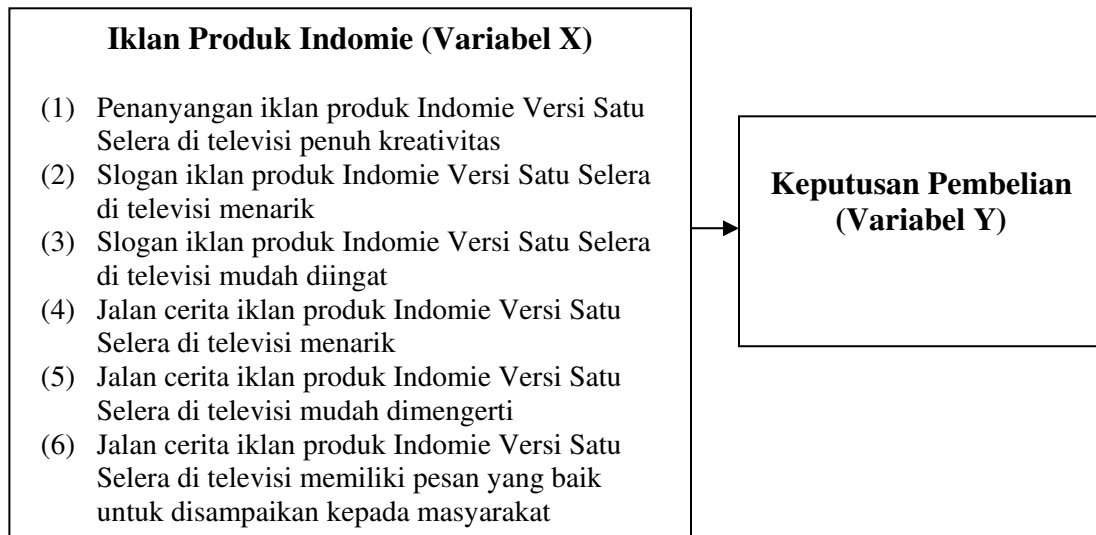 Iklan Produk Indomie (Variabel X)
(1) Penanyangan iklan produk Indomie Versi Satu
Selera di televisi penuh kreativitas
(2) Slogan iklan produk Indomie Versi Satu Selera
di televisi menarik
(3) Slogan iklan produk Indomie Versi Satu Selera
di televisi mudah diingat
(4) Jalan cerita iklan produk Indomie Versi Satu
Selera di televisi menarik
(5) Jalan cerita iklan produk Indomie Versi Satu
Selera di televisi mudah dimengerti
(6) Jalan cerita iklan produk Indomie Versi Satu
Selera di televisi memiliki pesan yang baik
untuk disampaikan kepada masyarakat
Keputusan Pembelian
(Variabel Y)